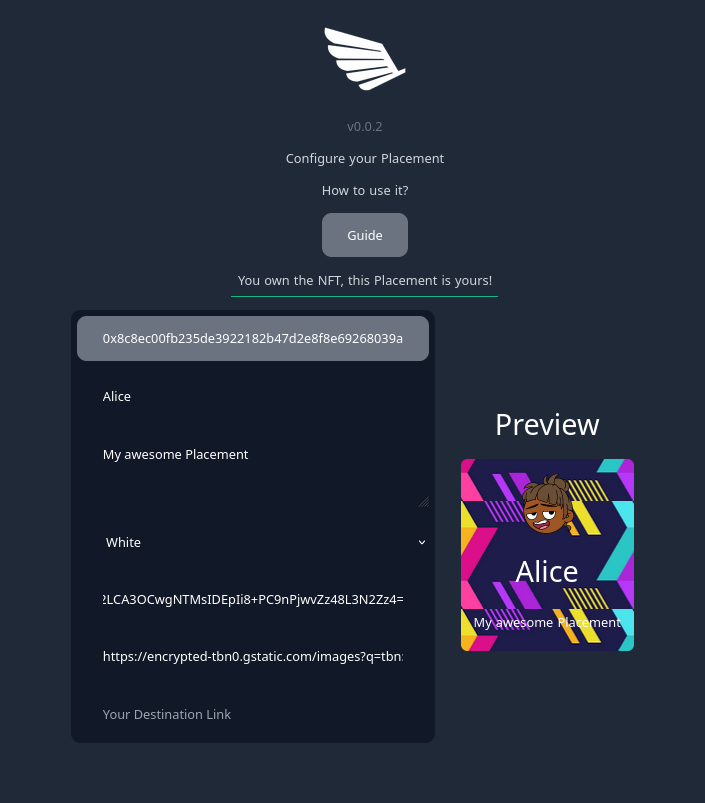 v0.0.2
Configure your Placement
How to use it?
Guide
You own the NFT, this Placement is yours!
0x8c8ec00fb235de3922182b47d2e8f8e69268039a
Alice
My awesome Placement
White
2LCA3OCwgNTMsIDEpIi8+PC9nPjwvZz48L3N2Zz4=
https://encrypted-tbn0.gstatic.com/images?q=tbn:
Your Destination Link
Preview
Alice
My awesome Placement